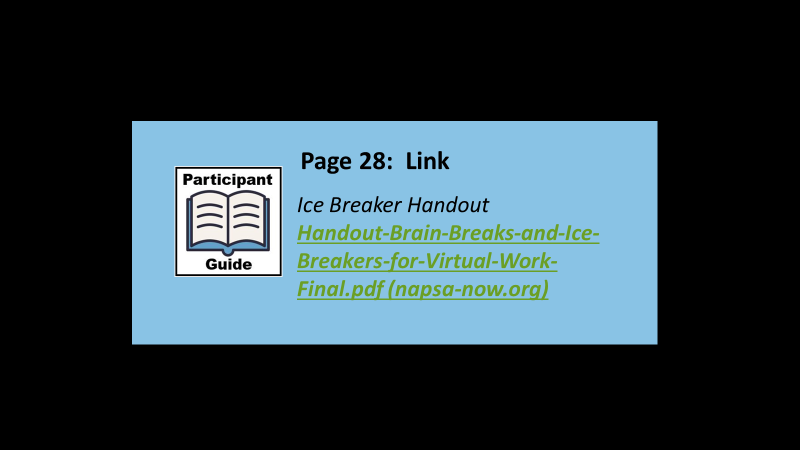 Page 28:  Link
Participant
Guide
Ice Breaker Handout
Handout-Brain-Breaks-and-Ice-
Breakers-for-Virtual-Work-
Final.pdf (napsa-now.org)